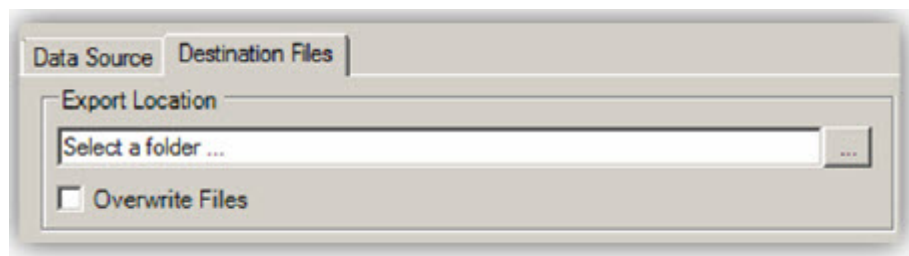 Data Source Destination Files
Export Location
Select a folder ... ...
Overwrite Files